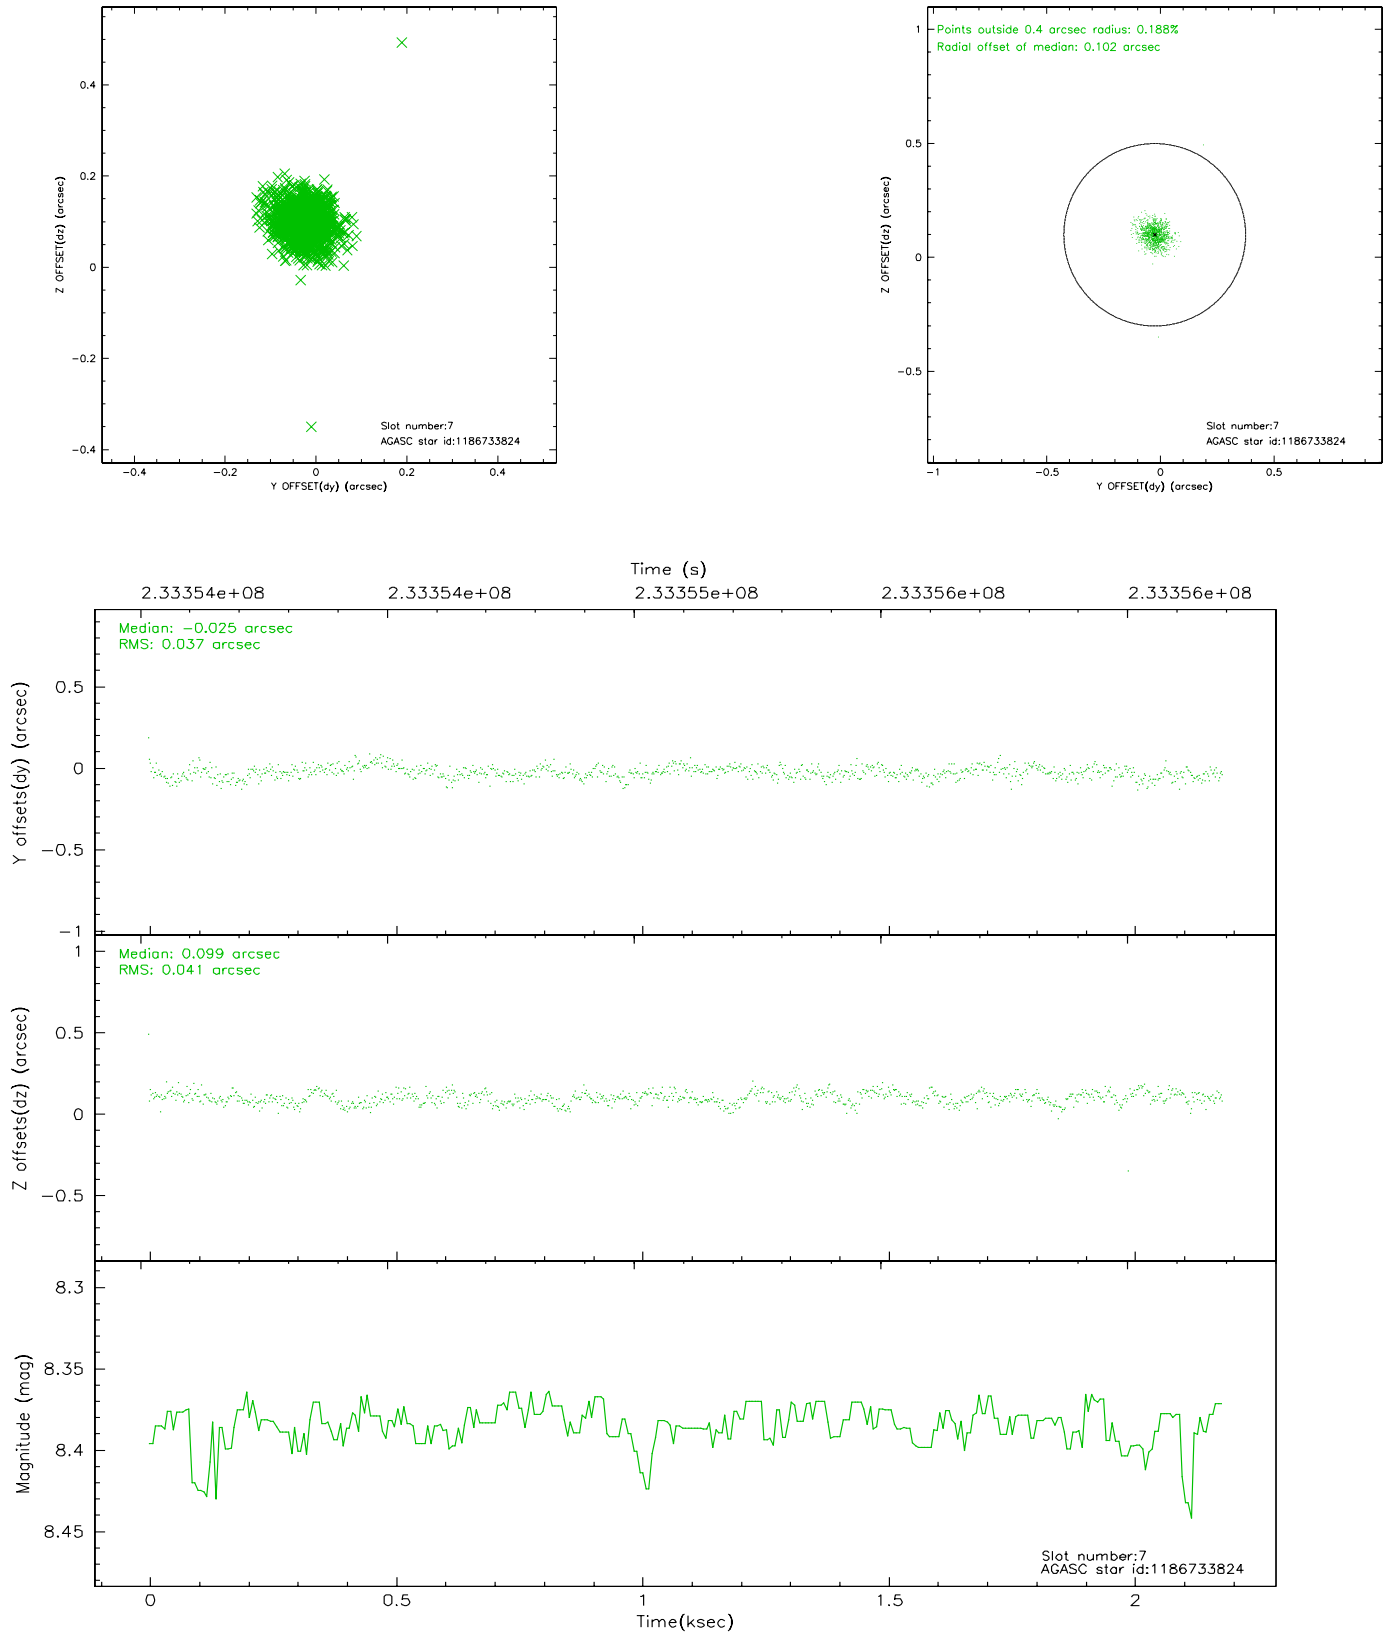 0.4
0.2
0
-0.2
-0.4
Z OFFSET(dz) (arcsec)
Slot number:7
AGASC star id:1186733824
-0.4 -0.2 0 0.2 0.4
Y OFFSET(dy) (arcsec)
Points outside 0.4 arcsec radius: 0.188%
Radial offset of median: 0.102 arcsec
1
0.5
0
-0.5
Z OFFSET(dz) (arcsec)
Slot number:7
AGASC star id:1186733824
-1 -0.5 0 0.5
Y OFFSET(dy) (arcsec)
Time (s)
2.33354e+08 2.33354e+08 2.33355e+08 2.33356e+08 2.33356e+08
Median: -0.025 arcsec
RMS: 0.037 arcsec
0.5
0
-0.5
-1
Y offsets(dy) (arcsec)
Median: 0.099 arcsec
RMS: 0.041 arcsec
1
0.5
0
-0.5
Z offsets(dz) (arcsec)
8.3
8.35
8.4
8.45
Magnitude (mag)
Slot number:7
AGASC star id:1186733824
0 0.5 1 1.5 2
Time(ksec)